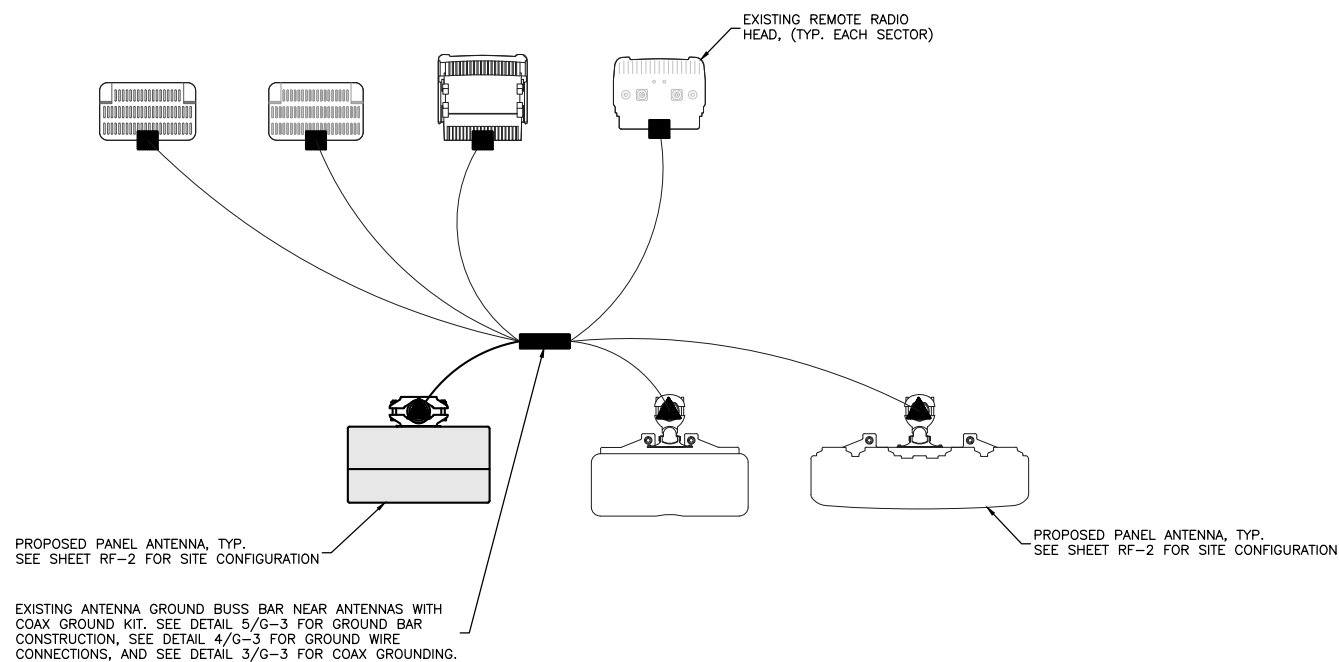 EXISTING REMOTE RADIO
HEAD, (TYP. EACH SECTOR)
PROPOSED PANEL ANTENNA, TYP.
SEE SHEET RF-2 FOR SITE CONFIGURATION
PROPOSED PANEL ANTENNA, TYP.
SEE SHEET RF-2 FOR SITE CONFIGURATION
EXISTING ANTENNA GROUND BUSS BAR NEAR ANTENNAS WITH
COAX GROUND KIT. SEE DETAIL 5/G-3 FOR GROUND BAR
CONSTRUCTION, SEE DETAIL 4/G-3 FOR GROUND WIRE
CONNECTIONS, AND SEE DETAIL 3/G-3 FOR COAX GROUNDING.